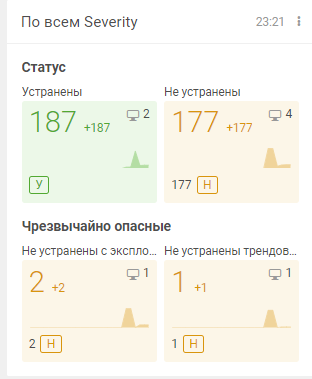 По всем Severity 23:21
Статус
Устранены Не устранены
187 +187 2 177 +177 4
У 177 Н
Чрезвычайно опасные
Не устранены с экспло... Не устранены трендов...
2 +2 1 1 +1 1
2 Н 1 Н